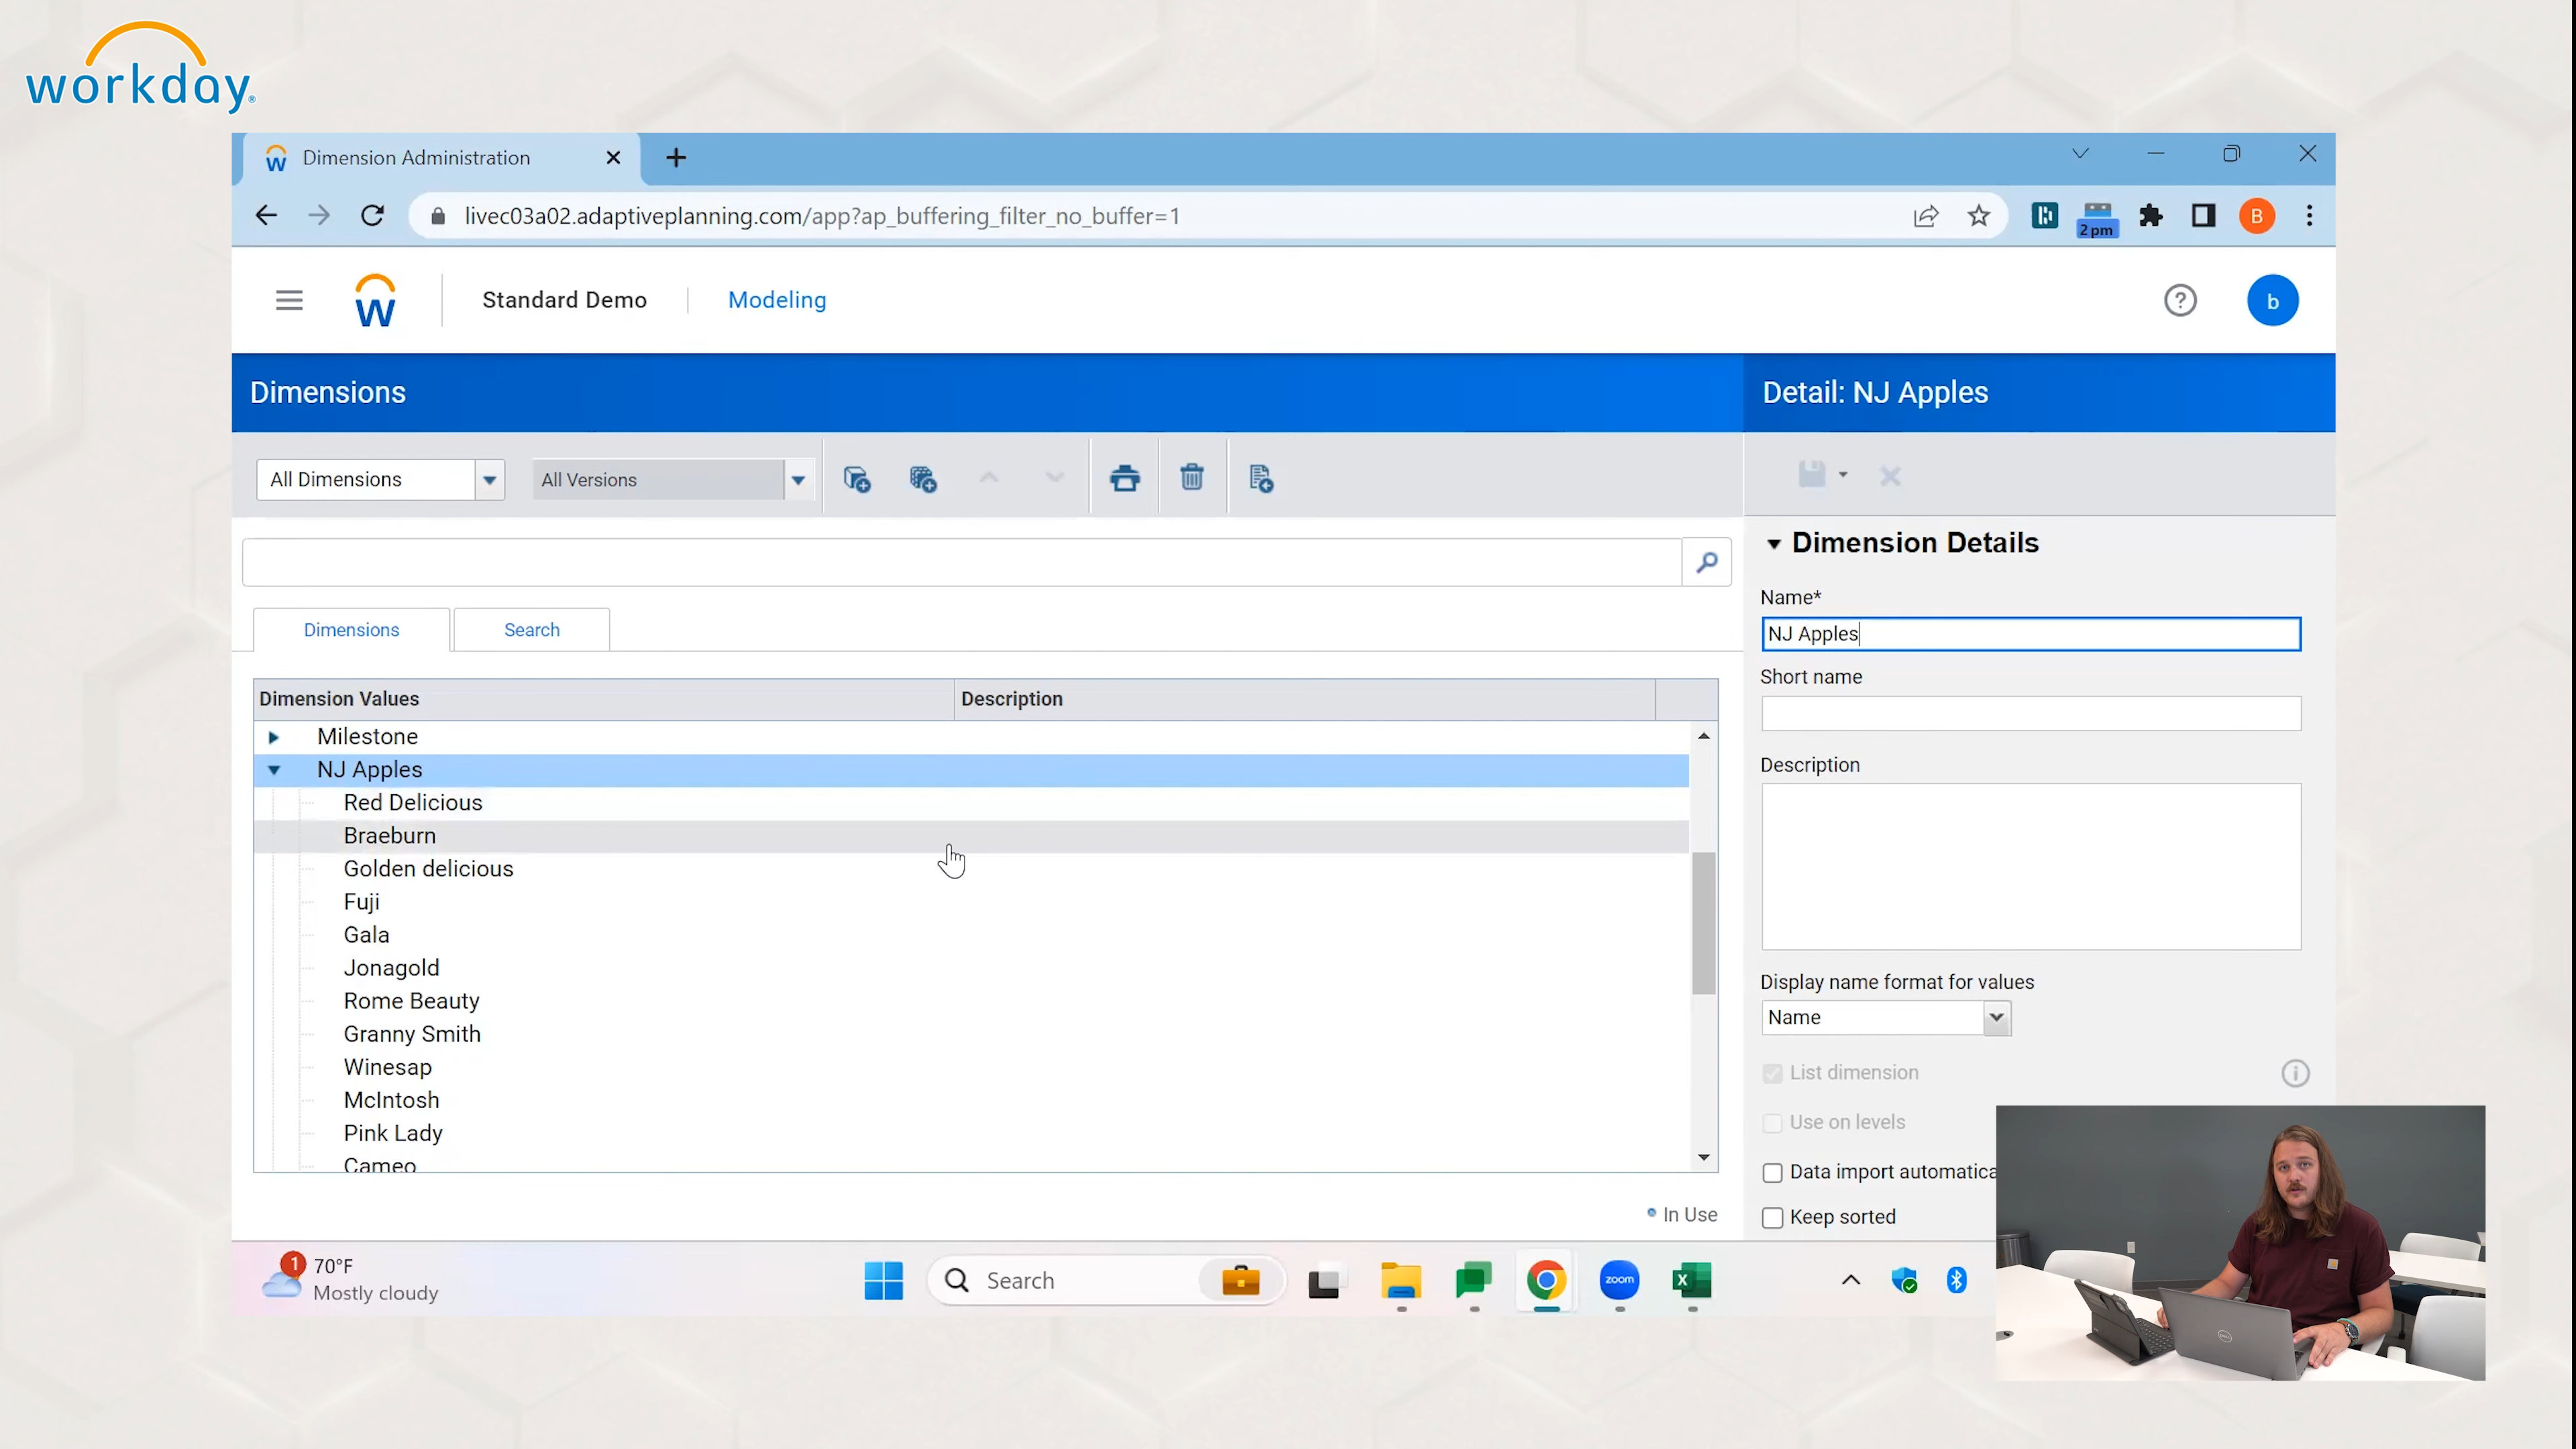 workday®
Dimension Administration
livec03a02.adaptiveplanning.com/app?ap_buffering_filter_no_buffer=1
2 pm
B
w
Standard Demo
Modeling
?
b
Dimensions
Detail: NJ Apples
All Dimensions
All Versions
Dimension Details
Name*
NJ Apples
Dimensions
Search
Short name
Dimension Values
Description
Milestone
NJ Apples
Red Delicious
Braeburn
Golden delicious
Fuji
Gala
Jonagold
Rome Beauty
Granny Smith
Winesap
McIntosh
Pink Lady
Cameo
Description
Display name format for values
Name
List dimension
Use on levels
Data import automatica
Keep sorted
In Use
1
70°F
Mostly cloudy
Search
zoom
X
DELL